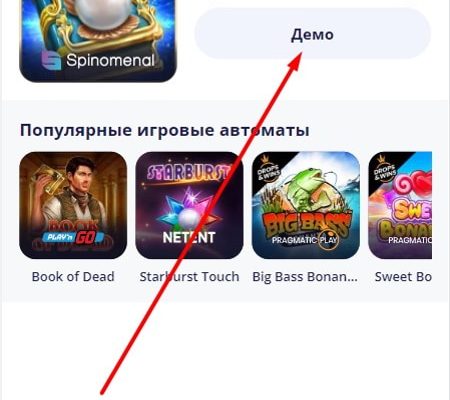 Демо
Spinomenal
Популярные игровые автоматы
DROPS & WINS
DROPS & WINS
STARBURST
BOOK OF DEAD
PLAY'n GO
BIG BASS
SWEET BONAN
NETENT
PRAGMATIC PLAY
PRAGMATIC
Book of Dead
Starburst Touch
Big Bass Bonan...
Sweet Bo